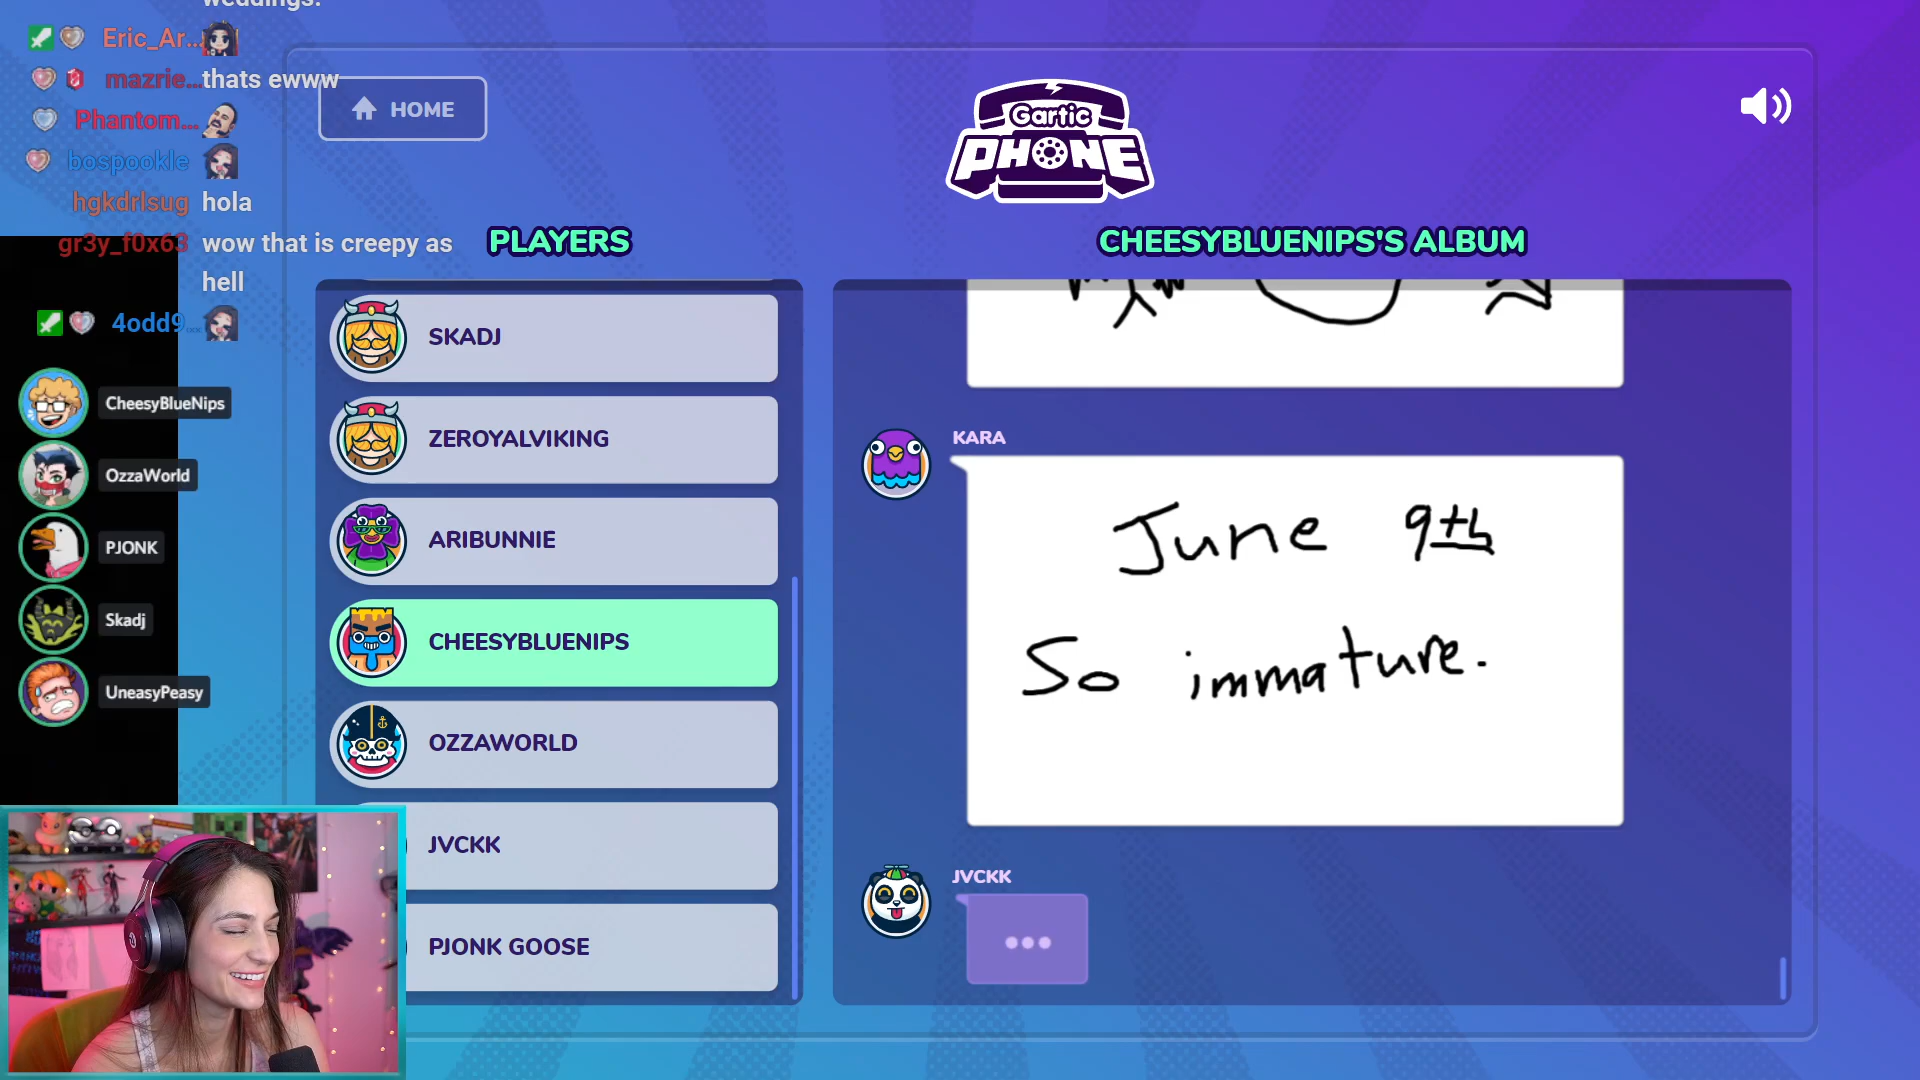 weddings!
Eric_Ar...
mazrie... thats ewww
Phantom...
bospookle
hgkdrlsug hola
gr3y_f0x63 wow that is creepy as
hell
4odd9...
CheesyBlueNips
OzzaWorld
PJONK
Skadj
UneasyPeasy
HOME
Gartic
PHONE
PLAYERS
SKADJ
ZEROYALVIKING
ARIBUNNIE
CHEESYBLUENIPS
OZZAWORLD
JVCKK
PJONK GOOSE
CHEESYBLUENIPS'S ALBUM
KARA
June 9th
So immature.
JVCKK
...